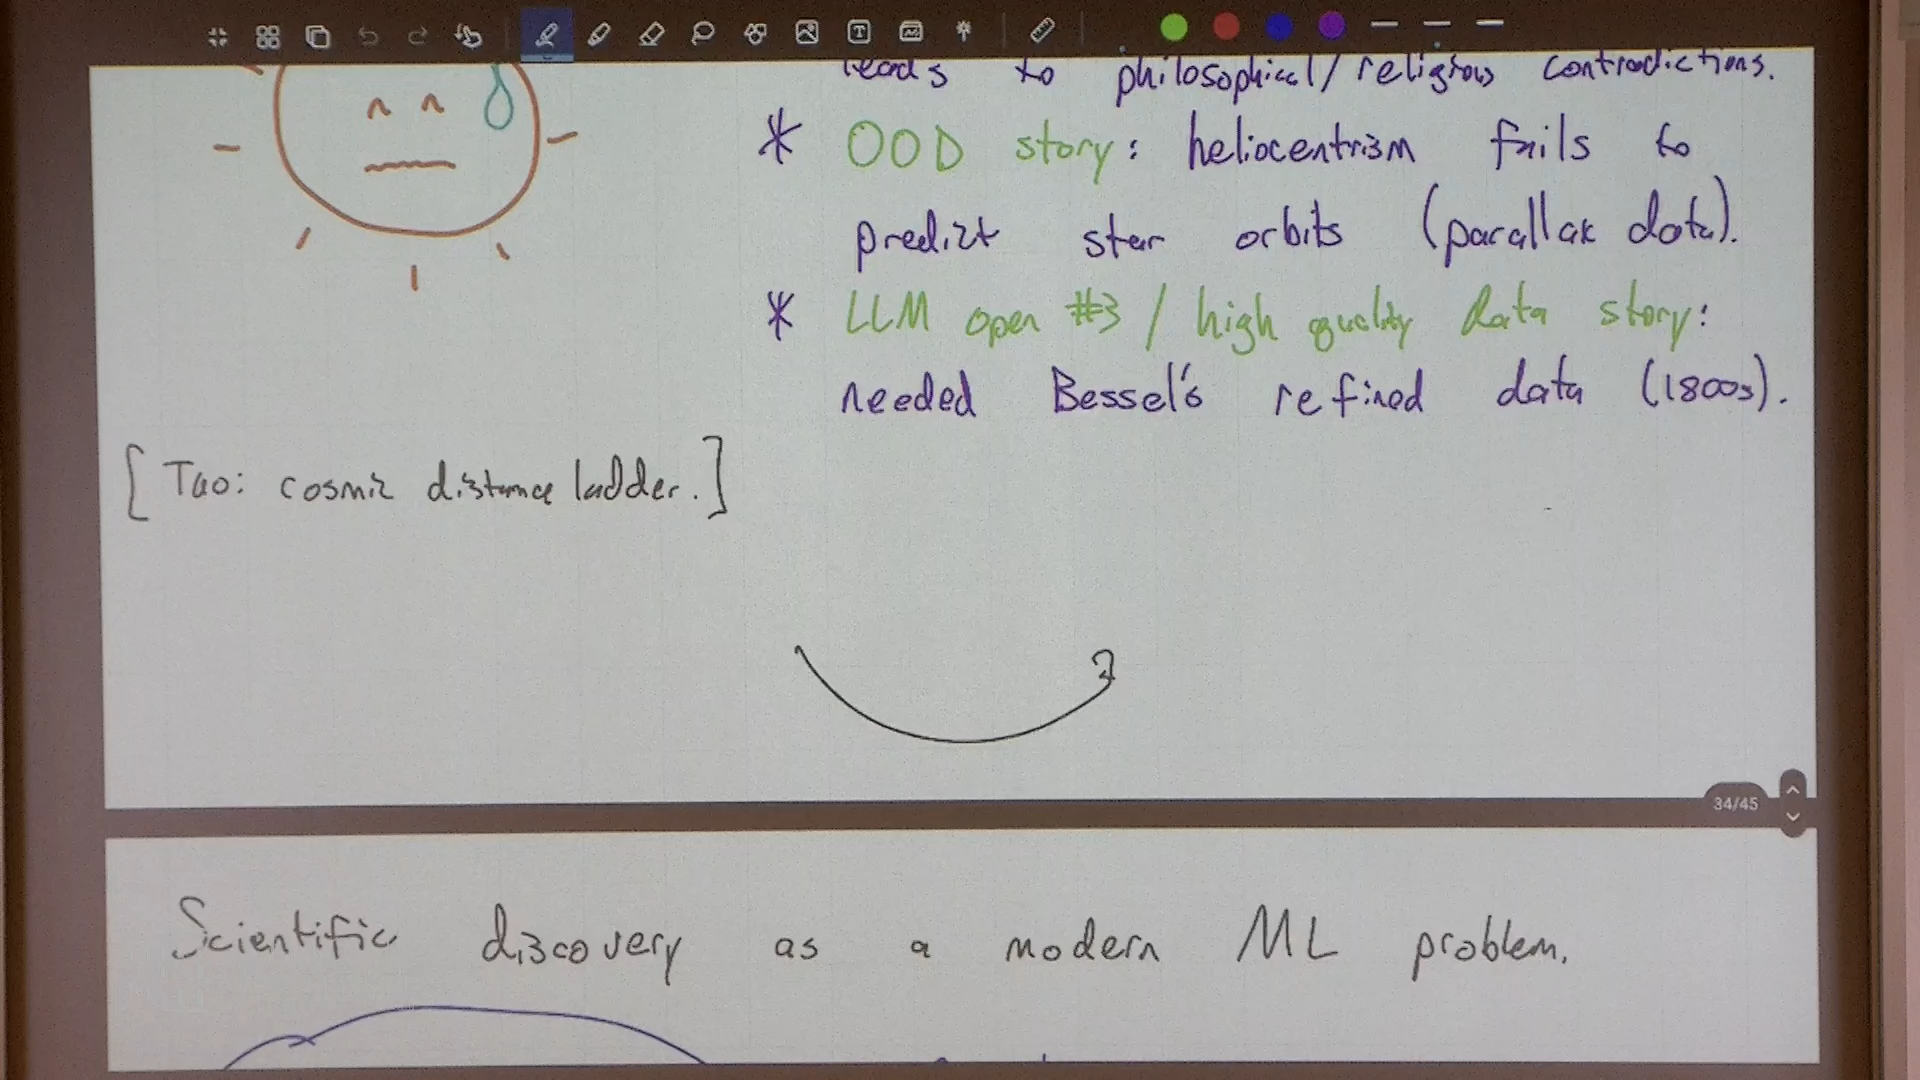 leads to philosophical/religious contradictions.
* OOD story: heliocentrism fails to
predict star orbits (parallax data).
* LLM open #3 / high quality data story:
needed Bessel's refined data (1800s).
[Tao: cosmic distance ladder.]
34/45
Scientific discovery as a modern ML problem.